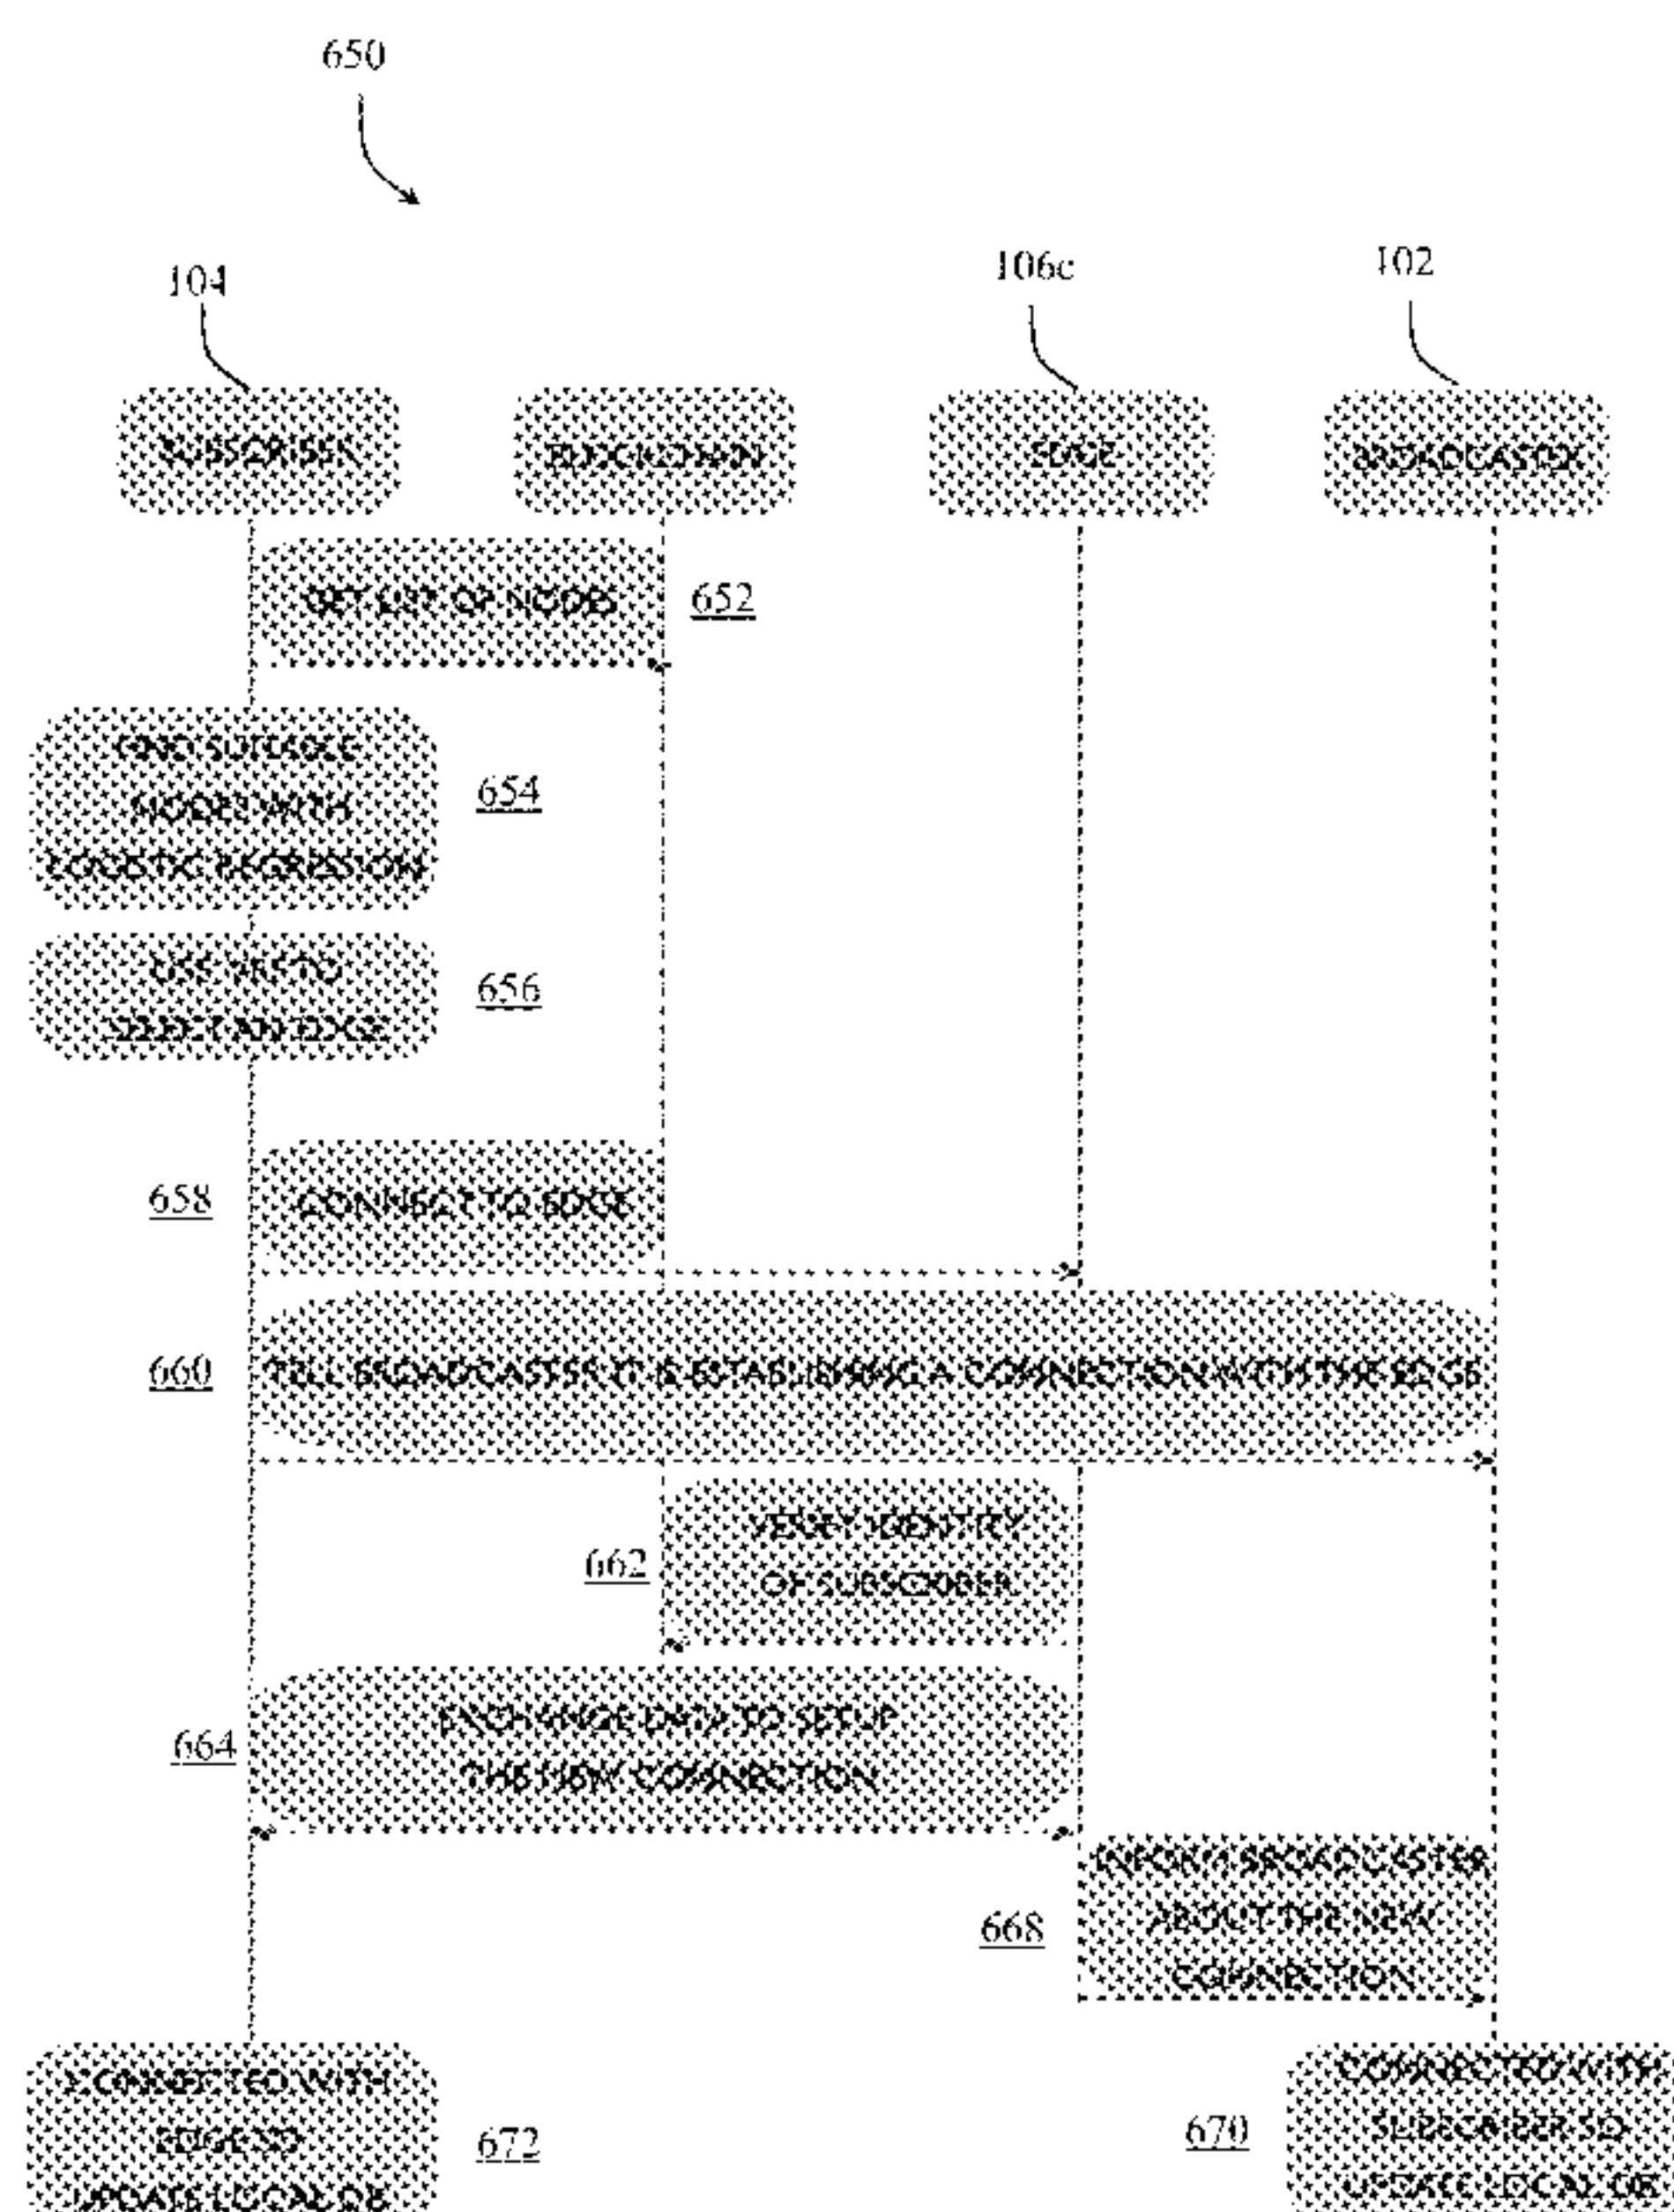 650
104
106c
102
SUBSCRIBER
BLOCKCHAIN
EDGE
BROADCASTER
GET LIST OF NODES
652
FIND SUITABLE
NODES WITH
LOGISTIC REGRESSION
654
USE VRF TO
SELECT AN EDGE
656
658
CONNECT TO EDGE
660
TELL BROADCASTER IT IS ESTABLISHING A CONNECTION WITH THE EDGE
VERIFY IDENTITY
OF SUBSCRIBER
662
EXCHANGE DATA TO SETUP
THE NEW CONNECTION
664
INFORM BROADCASTER
ABOUT THE NEW
CONNECTION
668
CONNECTED WITH
EDGE SO
UPDATE LOCAL DB
672
670
CONNECTED WITH
SUBSCRIBER SO
UPDATE LOCAL DB